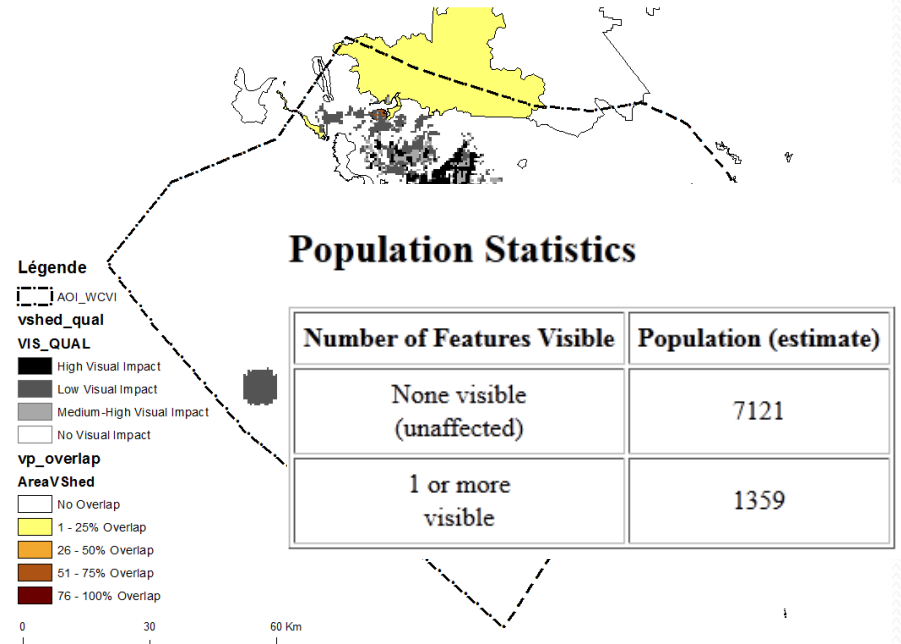 Population Statistics
Number of Features Visible
Population (estimate)
None visible
(unaffected)
7121
1 or more
visible
1359
Légende
AOI_WCVI
vshed_qual
VIS_QUAL
High Visual Impact
Low Visual Impact
Medium-High Visual Impact
No Visual Impact
vp_overlap
AreaVShed
No Overlap
1 - 25% Overlap
26 - 50% Overlap
51 - 75% Overlap
76 - 100% Overlap
0 30 60 Km